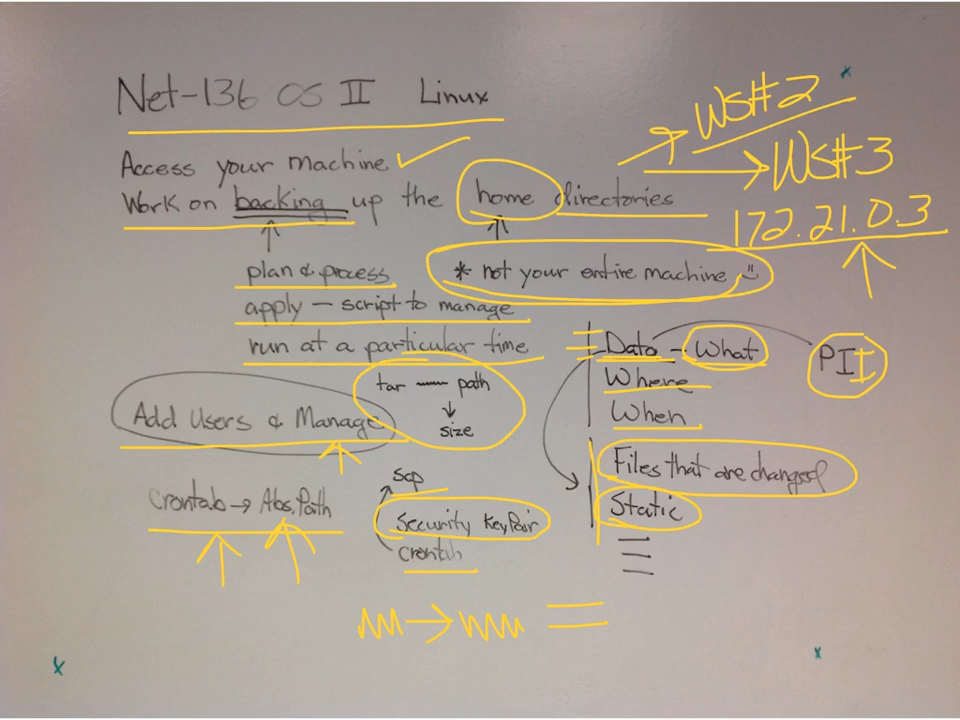 Net-136 OS II Linux
WS#2
WS#3
172.21.0.3
Access your machine
Work on backing up the home directories
plan & process
* not your entire machine
apply — script to manage
run at a particular time
tar — path
size
Add Users & Manage
Data - What
PII
Where
When
Files that are changed
Static
Crontab → Abs. Path
scp
Security KeyPair
crontab